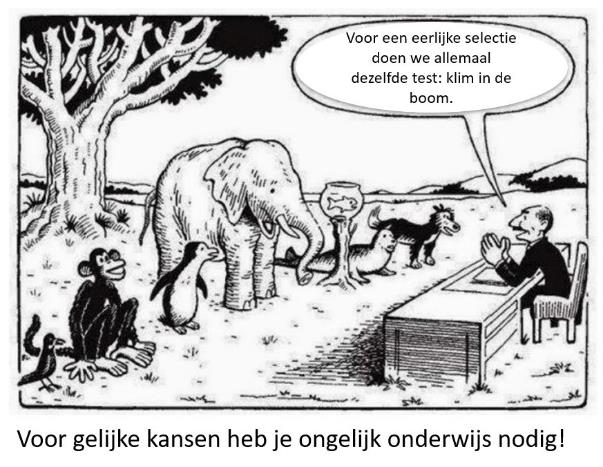 Voor een eerlijke selectie
doen we allemaal
dezelfde test: klim in de
boom.
Voor gelijke kansen heb je ongelijk onderwijs nodig!